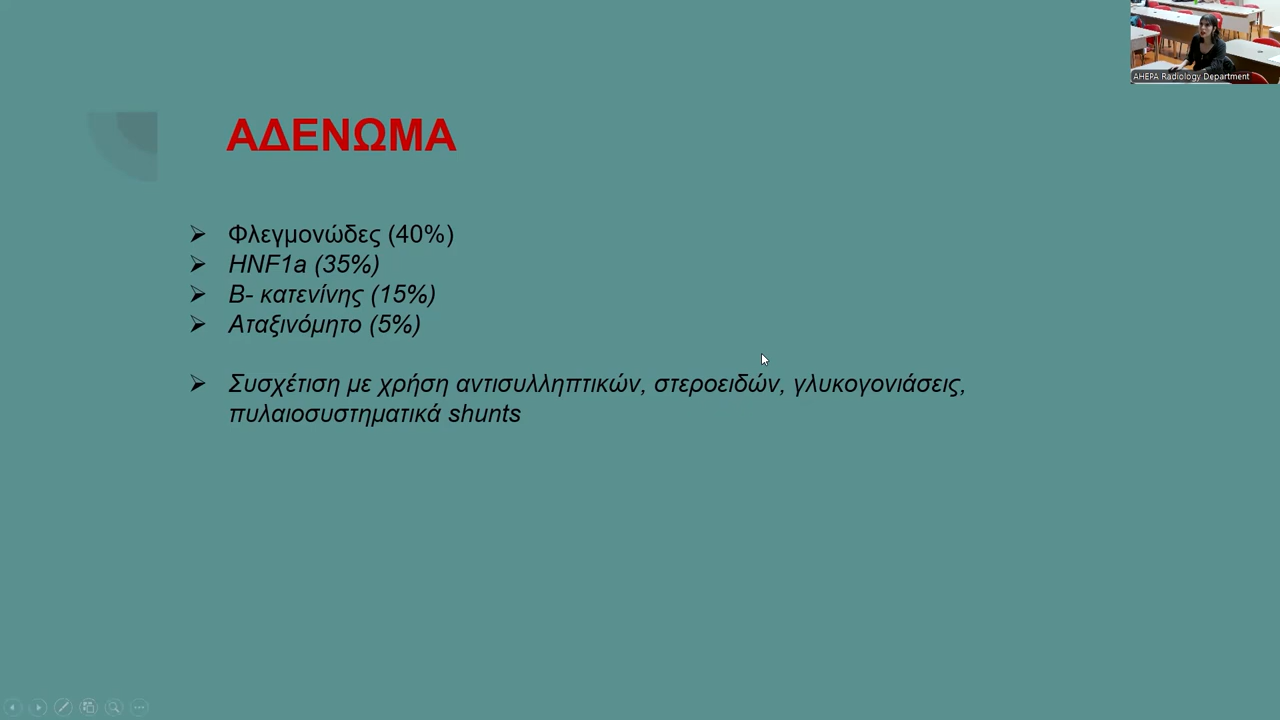 AHEPA Radiology Department
ΑΔΕΝΩΜΑ
Φλεγμονώδες (40%)
HNF1a (35%)
Β- κατενίνης (15%)
Αταξινόμητο (5%)
Συσχέτιση με χρήση αντισυλληπτικών, στεροειδών, γλυκογονιάσεις,
πυλαιοσυστηματικά shunts